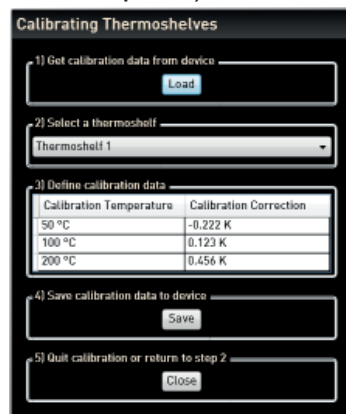 Calibrating Thermoshelves
1) Get calibration data from device
Load
2) Select a thermoshelf
Thermoshelf 1
3) Define calibration data
Calibration Temperature Calibration Correction
50 °C -0.222 K
100 °C 0.123 K
200 °C 0.456 K
4) Save calibration data to device
Save
5) Quit calibration or return to step 2
Close